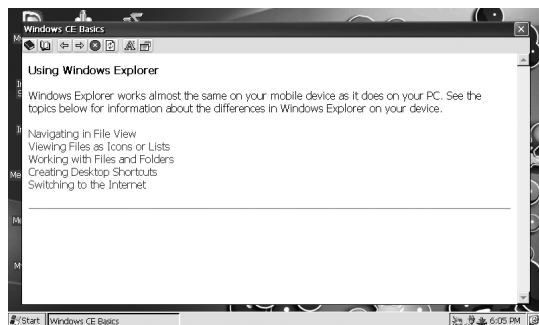 Windows CE Basics
Using Windows Explorer
Windows Explorer works almost the same on your mobile device as it does on your PC. See the
topics below for information about the differences in Windows Explorer on your device.
Navigating in File View
Viewing Files as Icons or Lists
Working with Files and Folders
Creating Desktop Shortcuts
Switching to the Internet
Start Windows CE Basics 6:05 PM